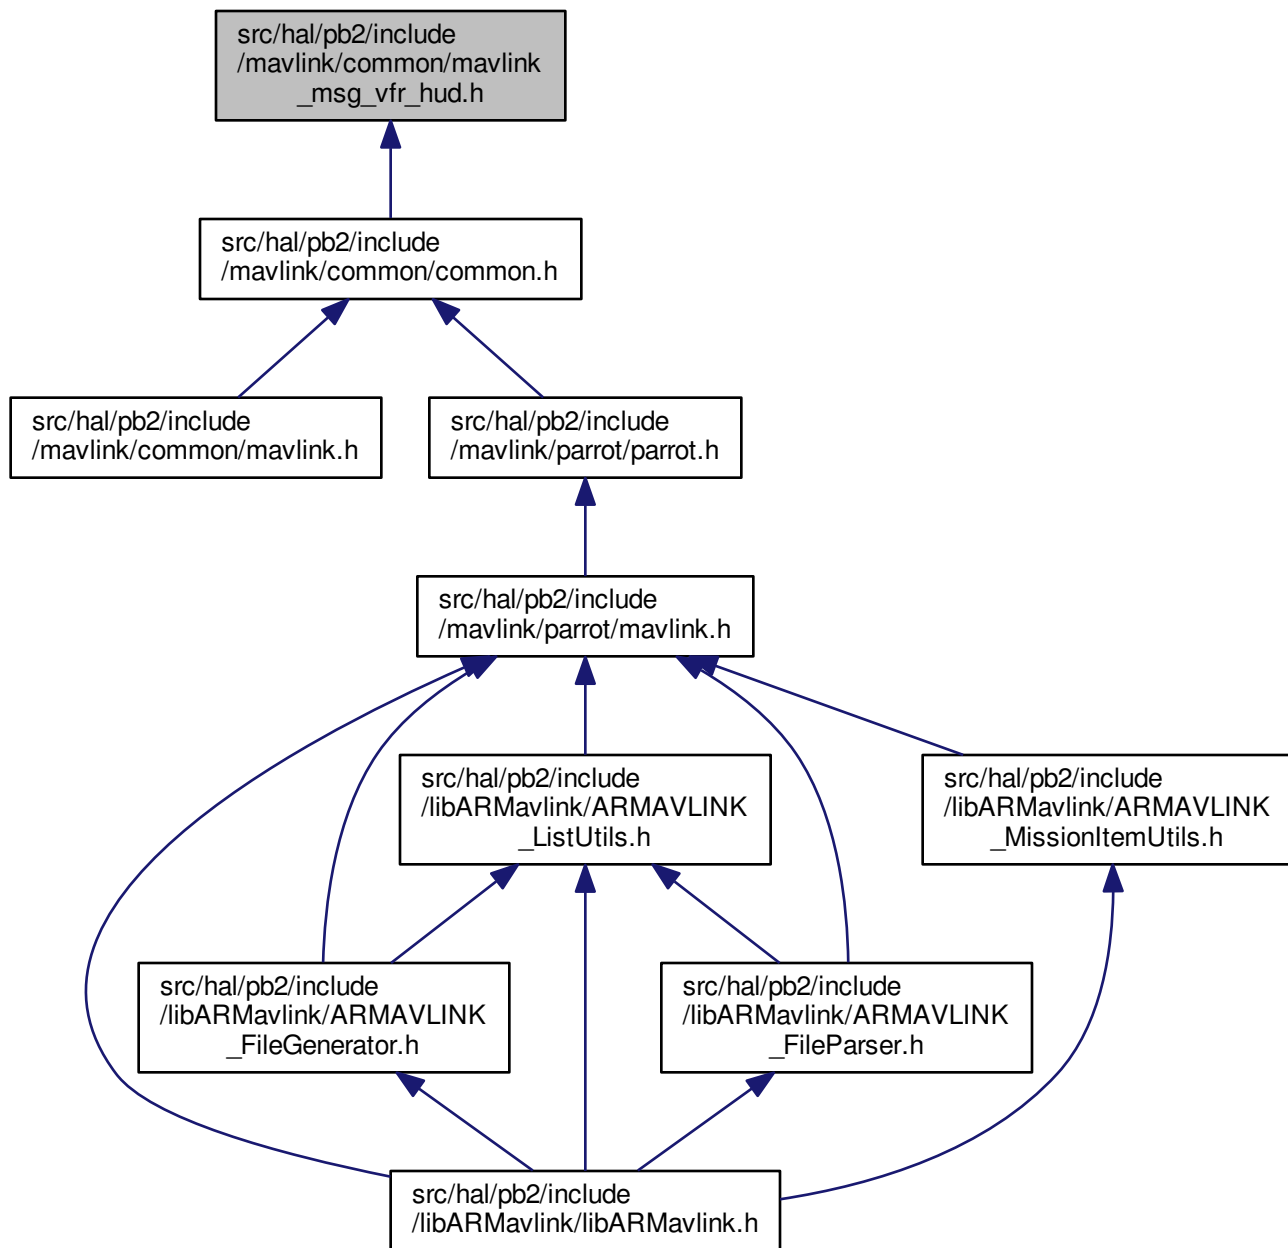 src/hal/pb2/include
/mavlink/common/mavlink
_msg_vfr_hud.h
src/hal/pb2/include
/mavlink/common/common.h
src/hal/pb2/include
/mavlink/common/mavlink.h
src/hal/pb2/include
/mavlink/parrot/parrot.h
src/hal/pb2/include
/mavlink/parrot/mavlink.h
src/hal/pb2/include
/libARMavlink/ARMAVLINK
_ListUtils.h
src/hal/pb2/include
/libARMavlink/ARMAVLINK
_MissionItemUtils.h
src/hal/pb2/include
/libARMavlink/ARMAVLINK
_FileGenerator.h
src/hal/pb2/include
/libARMavlink/ARMAVLINK
_FileParser.h
src/hal/pb2/include
/libARMavlink/libARMavlink.h